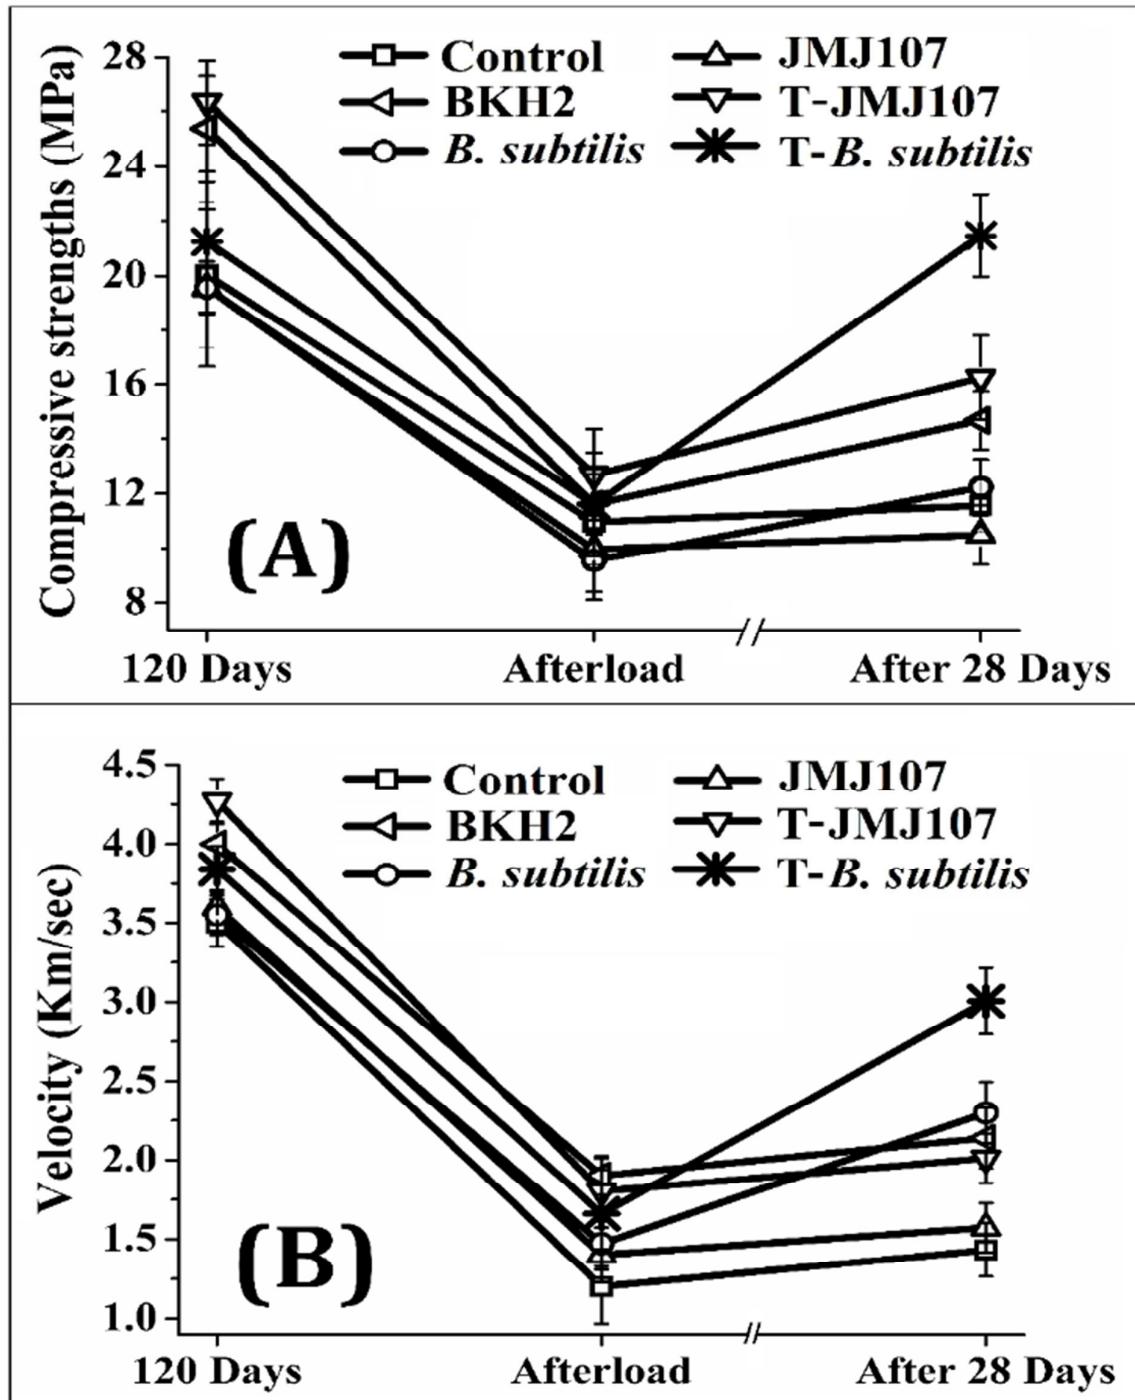 Compressive strengths (MPa)
28
24
20
16
12
8
Control
BKH2
B. subtilis
JMJ107
T-JMJ107
T-B. subtilis
(A)
120 Days
Afterload
After 28 Days
Velocity (Km/sec)
4.5
4.0
3.5
3.0
2.5
2.0
1.5
1.0
Control
BKH2
B. subtilis
JMJ107
T-JMJ107
T-B. subtilis
(B)
120 Days
Afterload
After 28 Days